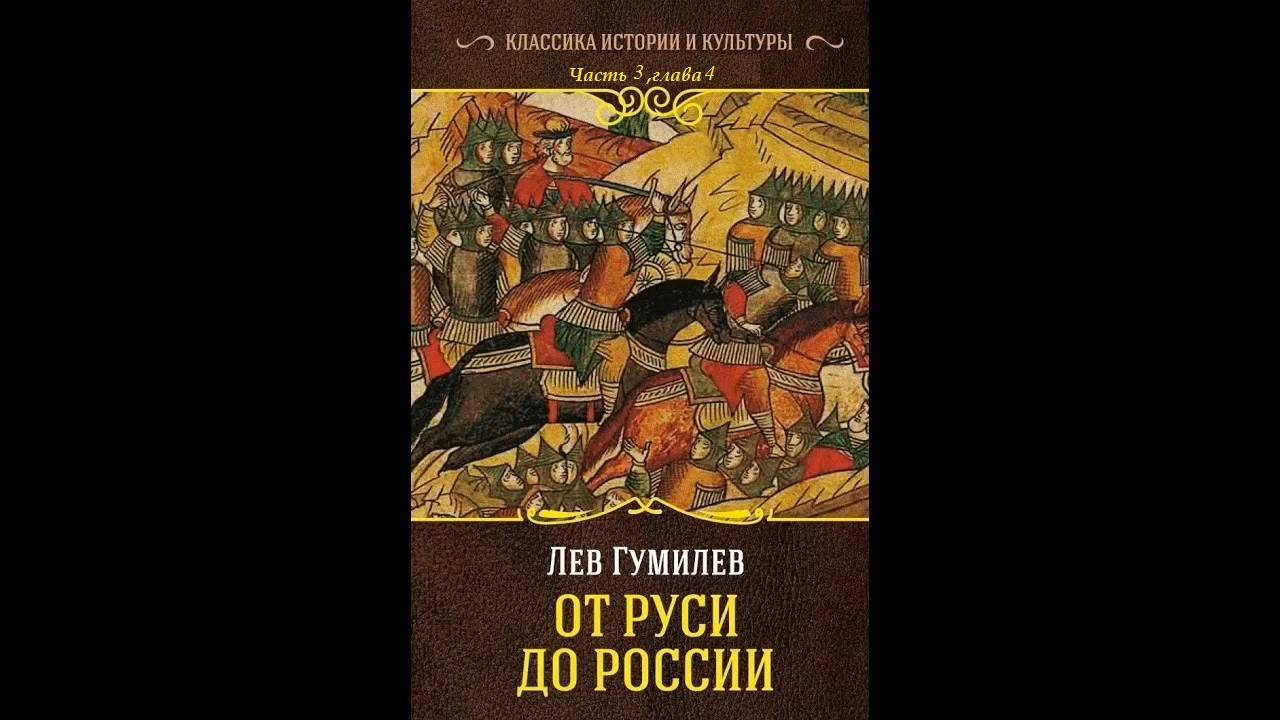 КЛАССИКА ИСТОРИИ И КУЛЬТУРЫ
Часть 3 ,глава 4
Лев Гумилев
ОТ РУСИ
ДО РОССИИ